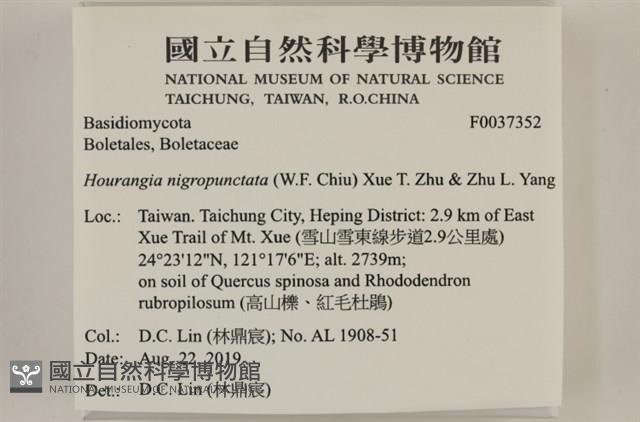 國立自然科學博物館
NATIONAL MUSEUM OF NATURAL SCIENCE
TAICHUNG, TAIWAN, R.O.CHINA
Basidiomycota F0037352
Boletales, Boletaceae
Hourangia nigropunctata (W.F. Chiu) Xue T. Zhu & Zhu L. Yang
Loc.: Taiwan. Taichung City, Heping District: 2.9 km of East
Xue Trail of Mt. Xue (雪山雪東線步道2.9公里處)
24°23'12"N, 121°17'6"E; alt. 2739m;
on soil of Quercus spinosa and Rhododendron
rubropilosum (高山櫟、紅毛杜鵑)
Col.: D.C. Lin (林鼎宸); No. AL 1908-51
Date: Aug. 22, 2019
國立自然科學博物館
NATIONAL MUSEUM OF NATURAL SCIENCE
Det.: D.C. Lin (林鼎宸)